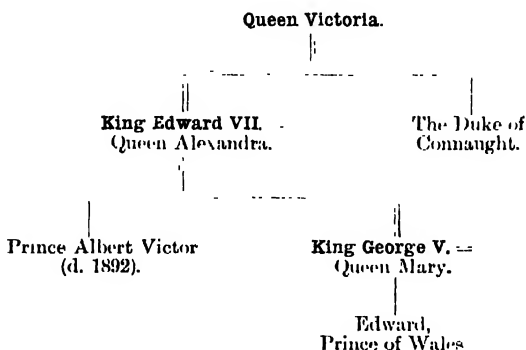 Queen Victoria.
King Edward VII. =
Queen Alexandra.
The Duke of
Connaught.
Prince Albert Victor
(d. 1892).
King George V. =
Queen Mary.
Edward,
Prince of Wales